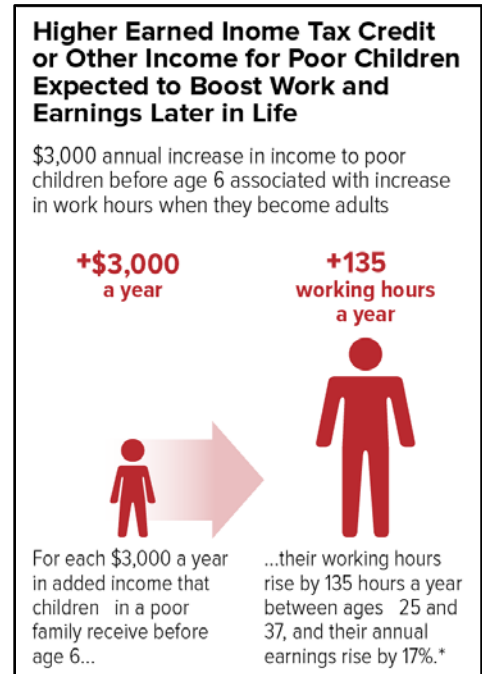 Higher Earned Inome Tax Credit
or Other Income for Poor Children
Expected to Boost Work and
Earnings Later in Life
$3,000 annual increase in income to poor
children before age 6 associated with increase
in work hours when they become adults
+$3,000
a year
+135
working hours
a year
For each $3,000 a year
in added income that
children in a poor
family receive before
age 6...
...their working hours
rise by 135 hours a year
between ages 25 and
37, and their annual
earnings rise by 17%.*